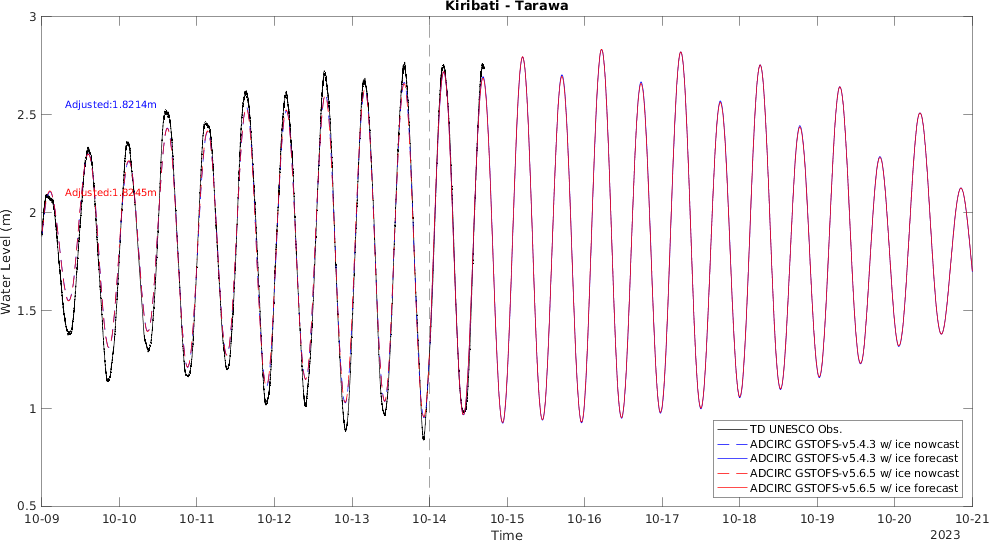 Kiribati - Tarawa
3
2.5
2
1.5
1
0.5
Water Level (m)
Adjusted:1.8214m
Adjusted:1.8245m
TD UNESCO Obs.
ADCIRC GSTOFS-v5.4.3 w/ ice nowcast
ADCIRC GSTOFS-v5.4.3 w/ ice forecast
ADCIRC GSTOFS-v5.6.5 w/ ice nowcast
ADCIRC GSTOFS-v5.6.5 w/ ice forecast
10-09 10-10 10-11 10-12 10-13 10-14 10-15 10-16 10-17 10-18 10-19 10-20 10-21
Time
2023